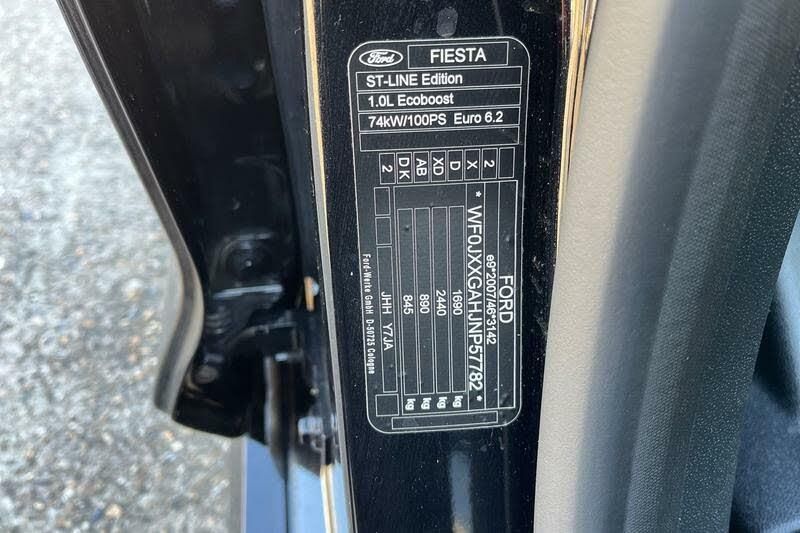 Ford FIESTA
ST-LINE Edition
1.0L Ecoboost
74kW/100PS Euro 6.2
FORD
e9*2007/46*3142
* WF0JXXGAHJNP57782 *
1690 kg
2440 kg
890 kg
845 kg
2 X D XD AB DK 2
JHH Y7JA
Ford-Werke GmbH D-50725 Cologne